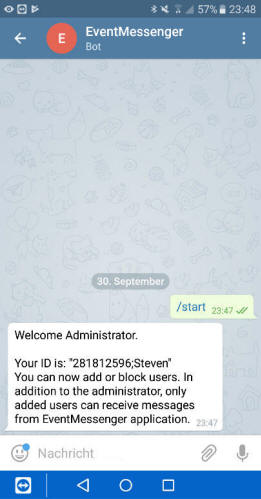 57% 23:48
E
EventMessenger
Bot
30. September
/start 23:47
Welcome Administrator.
Your ID is: "281812596;Steven"
You can now add or block users. In
addition to the administrator, only
added users can receive messages
from EventMessenger application. 23:47
Nachricht